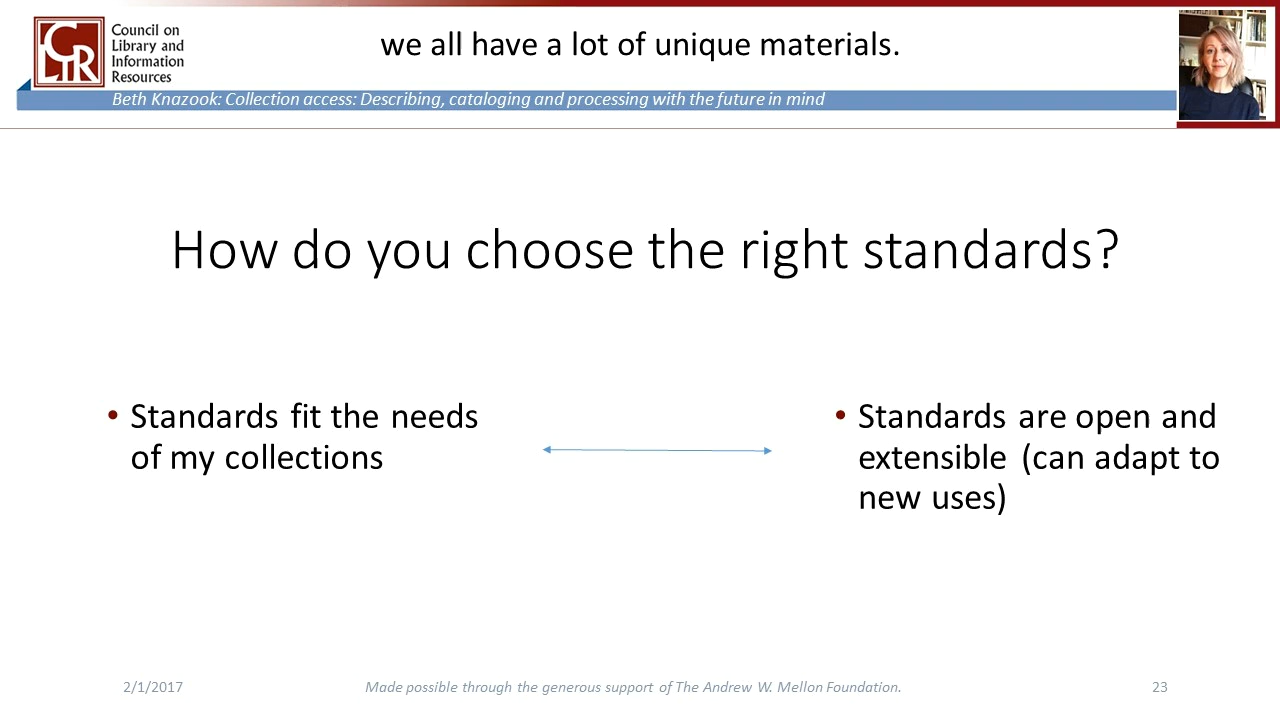 CLIR
Council on
Library and
Information
Resources
we all have a lot of unique materials.
Beth Knazook: Collection access: Describing, cataloging and processing with the future in mind
How do you choose the right standards?
• Standards fit the needs
of my collections
• Standards are open and
extensible (can adapt to
new uses)
2/1/2017
Made possible through the generous support of The Andrew W. Mellon Foundation.
23